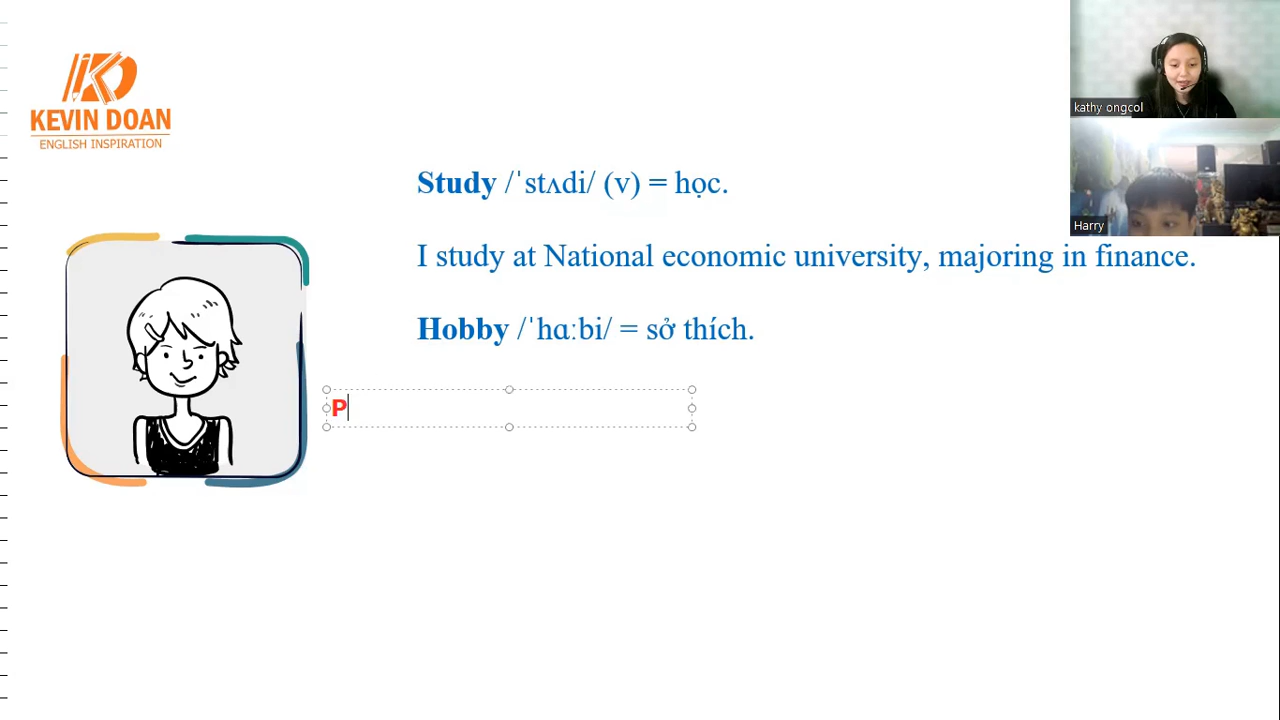 KEVIN DOAN
ENGLISH INSPIRATION
kathy ongcol
Harry
Study /ˈstʌdi/ (v) = học.
I study at National economic university, majoring in finance.
Hobby /ˈhɑːbi/ = sở thích.
P